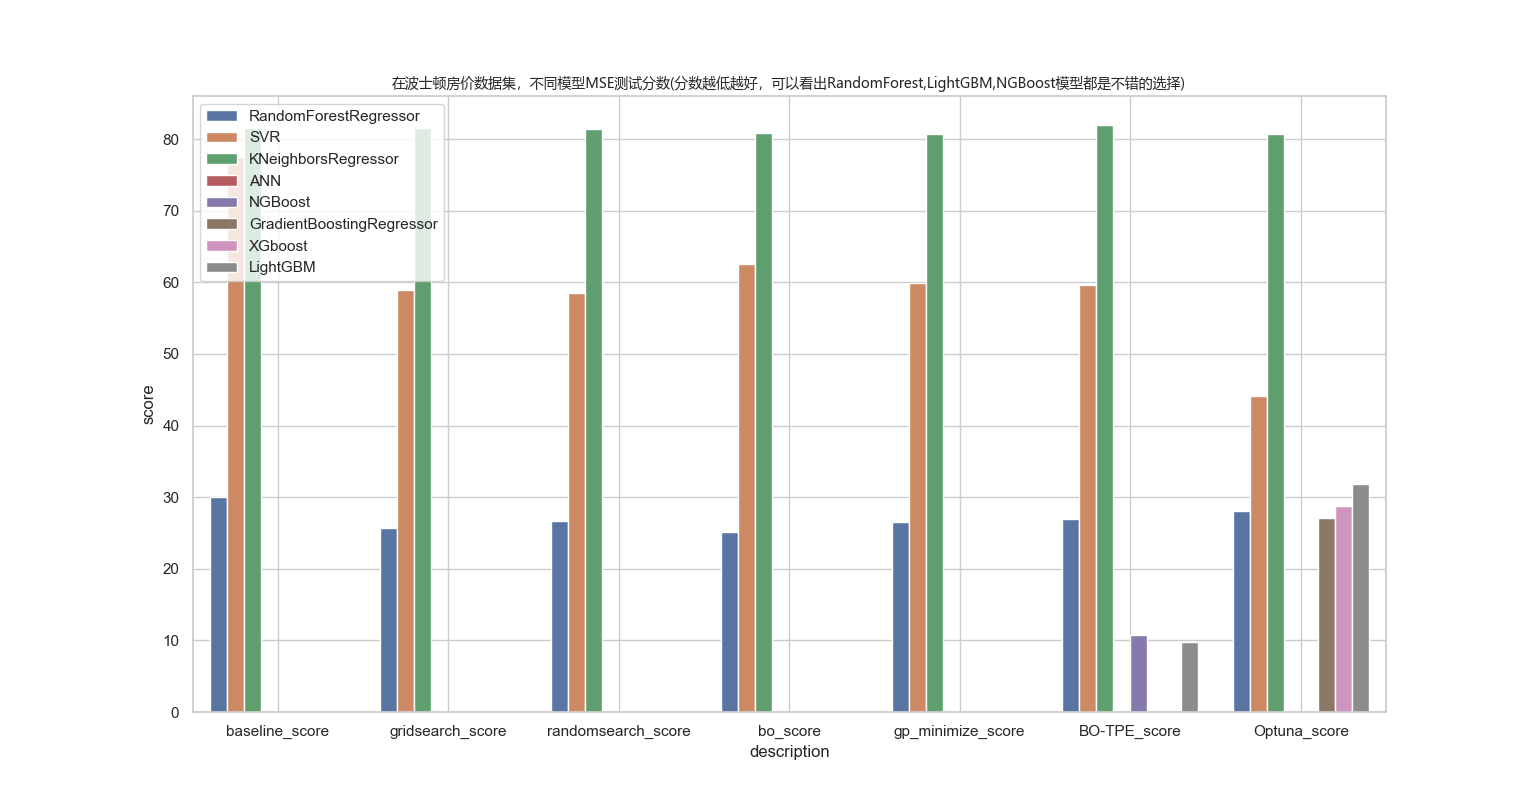 在波士顿房价数据集，不同模型MSE测试分数(分数越低越好，可以看出RandomForest,LightGBM,NGBoost模型都是不错的选择)
RandomForestRegressor
SVR
KNeighborsRegressor
ANN
NGBoost
GradientBoostingRegressor
XGboost
LightGBM
80
70
60
50
40
30
20
10
0
score
baseline_score gridsearch_score randomsearch_score bo_score gp_minimize_score BO-TPE_score Optuna_score
description